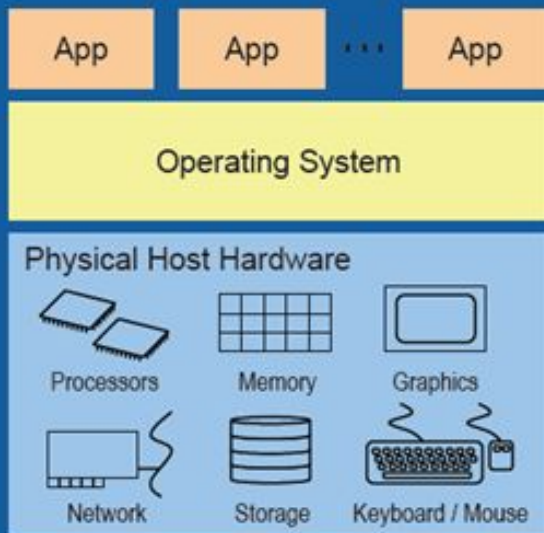 App App ... App
Operating System
Physical Host Hardware
Processors Memory Graphics
Network Storage Keyboard / Mouse